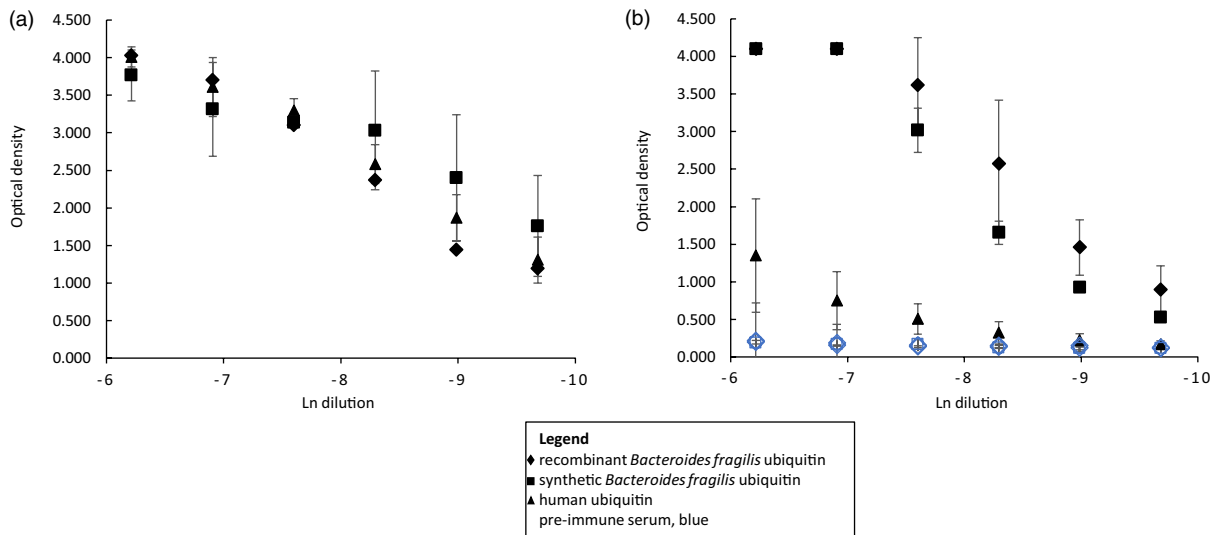 (a)
4.500
4.000
3.500
3.000
2.500
2.000
1.500
1.000
0.500
0.000
Optical density
-6 -7 -8 -9 -10
Ln dilution
(b)
4.500
4.000
3.500
3.000
2.500
2.000
1.500
1.000
0.500
0.000
Optical density
-6 -7 -8 -9 -10
Ln dilution
Legend
recombinant Bacteroides fragilis ubiquitin
synthetic Bacteroides fragilis ubiquitin
human ubiquitin
pre-immune serum, blue